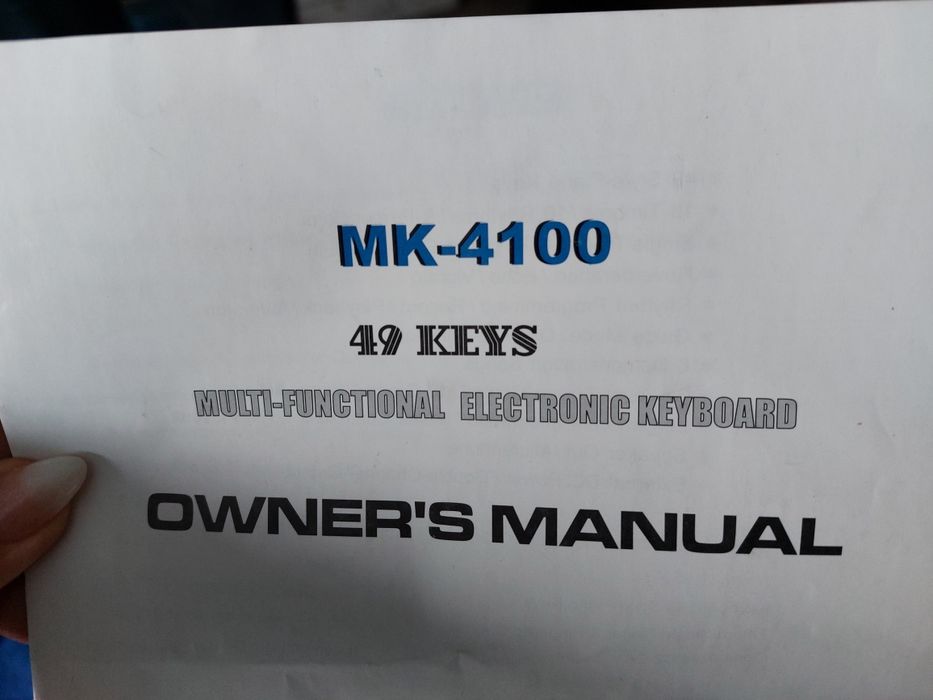 MK-4100
49 KEYS
MULTI-FUNCTIONAL ELECTRONIC KEYBOARD
OWNER'S MANUAL